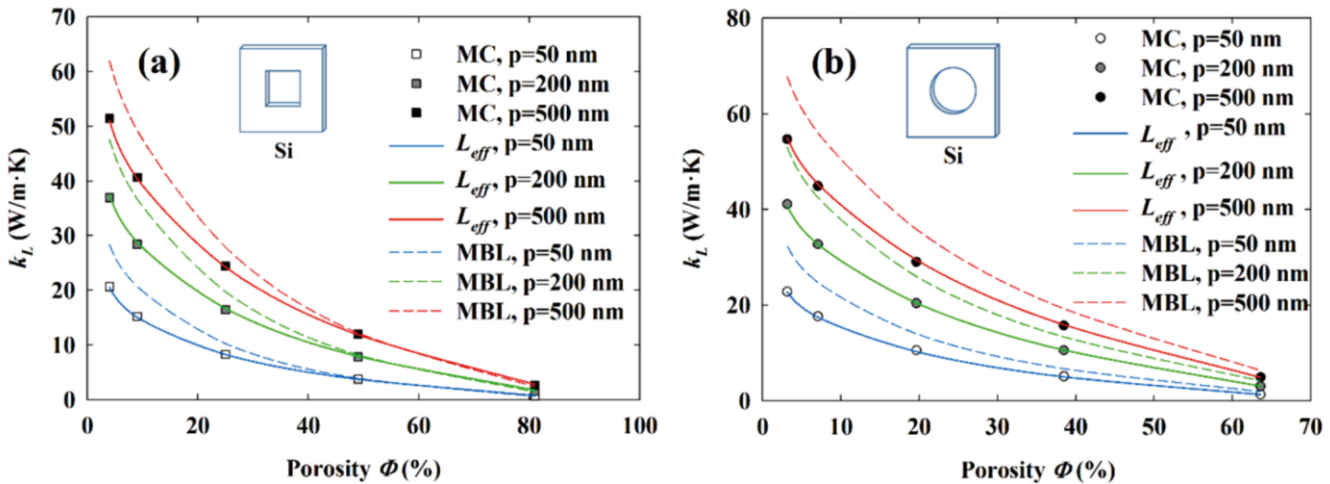 (a)
Si
MC, p=50 nm
MC, p=200 nm
MC, p=500 nm
L_eff, p=50 nm
L_eff, p=200 nm
L_eff, p=500 nm
MBL, p=50 nm
MBL, p=200 nm
MBL, p=500 nm
k_L (W/m·K)
70
60
50
40
30
20
10
0
0 20 40 60 80 100
Porosity Φ (%)
(b)
Si
MC, p=50 nm
MC, p=200 nm
MC, p=500 nm
L_eff , p=50 nm
L_eff , p=200 nm
L_eff , p=500 nm
MBL, p=50 nm
MBL, p=200 nm
MBL, p=500 nm
k_L (W/m·K)
80
60
40
20
0
0 10 20 30 40 50 60 70
Porosity Φ (%)